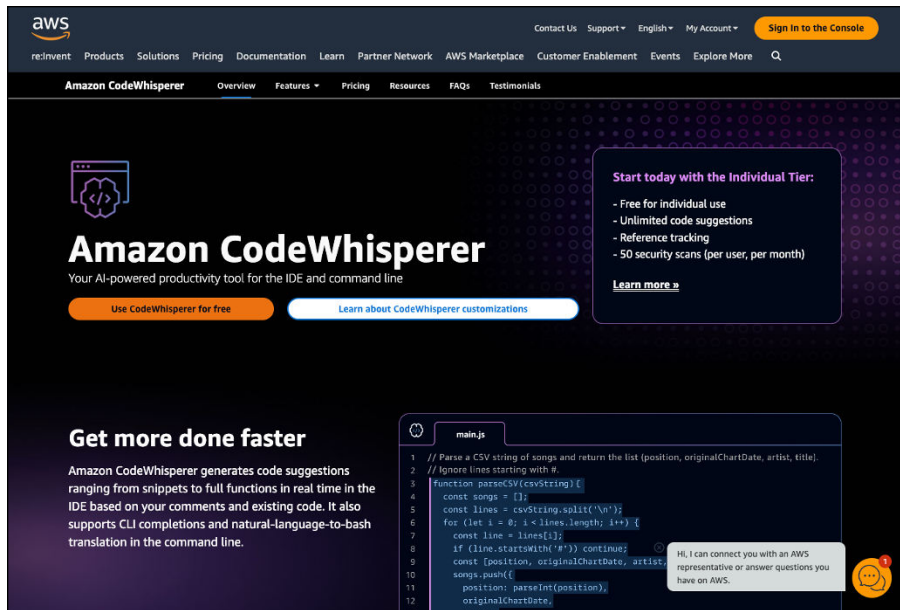 aws
Contact Us Support English My Account Sign In to the Console
re:Invent Products Solutions Pricing Documentation Learn Partner Network AWS Marketplace Customer Enablement Events Explore More
Amazon CodeWhisperer Overview Features Pricing Resources FAQs Testimonials
</>
Amazon CodeWhisperer
Your AI-powered productivity tool for the IDE and command line
Use CodeWhisperer for free
Learn about CodeWhisperer customizations
Start today with the Individual Tier:
- Free for individual use
- Unlimited code suggestions
- Reference tracking
- 50 security scans (per user, per month)
Learn more »
Get more done faster
Amazon CodeWhisperer generates code suggestions
ranging from snippets to full functions in real time in the
IDE based on your comments and existing code. It also
supports CLI completions and natural-language-to-bash
translation in the command line.
main.js
1 // Parse a CSV string of songs and return the list (position, originalChartDate, artist, title).
2 // Ignore lines starting with #.
3 function parseCSV(csvString){
4 const songs = [];
5 const lines = csvString.split('\n');
6 for (let i = 0; i < lines.length; i++) {
7 const line = lines[i];
8 if (line.startsWith('#')) continue;
9 const [position, originalChartDate, artist,
10 songs.push({
11 position: parseInt(position),
12 originalChartDate,
Hi, I can connect you with an AWS
representative or answer questions you
have on AWS.
1